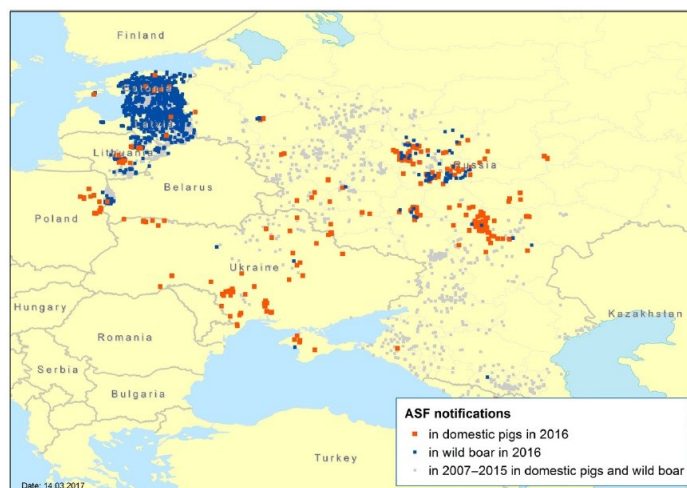 Finland
Estonia
Latvia
Lithuania
Russia
Belarus
Poland
Ukraine
Hungary
Kazakhstan
Romania
Serbia
Bulgaria
Turkey
ASF notifications
in domestic pigs in 2016
in wild boar in 2016
in 2007–2015 in domestic pigs and wild boar
Date: 14.03.2017